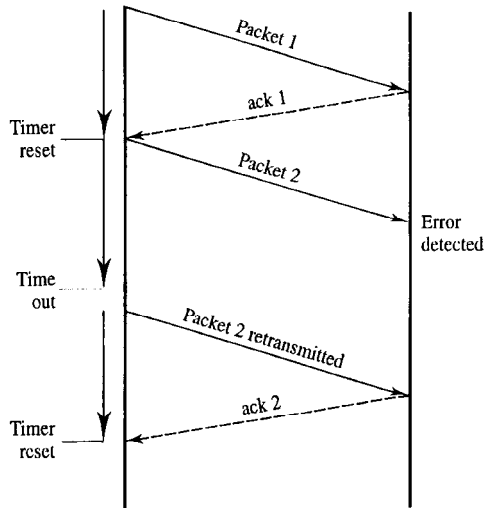 Packet 1
ack 1
Timer
reset
Packet 2
Error
detected
Time
out
Packet 2 retransmitted
ack 2
Timer
reset